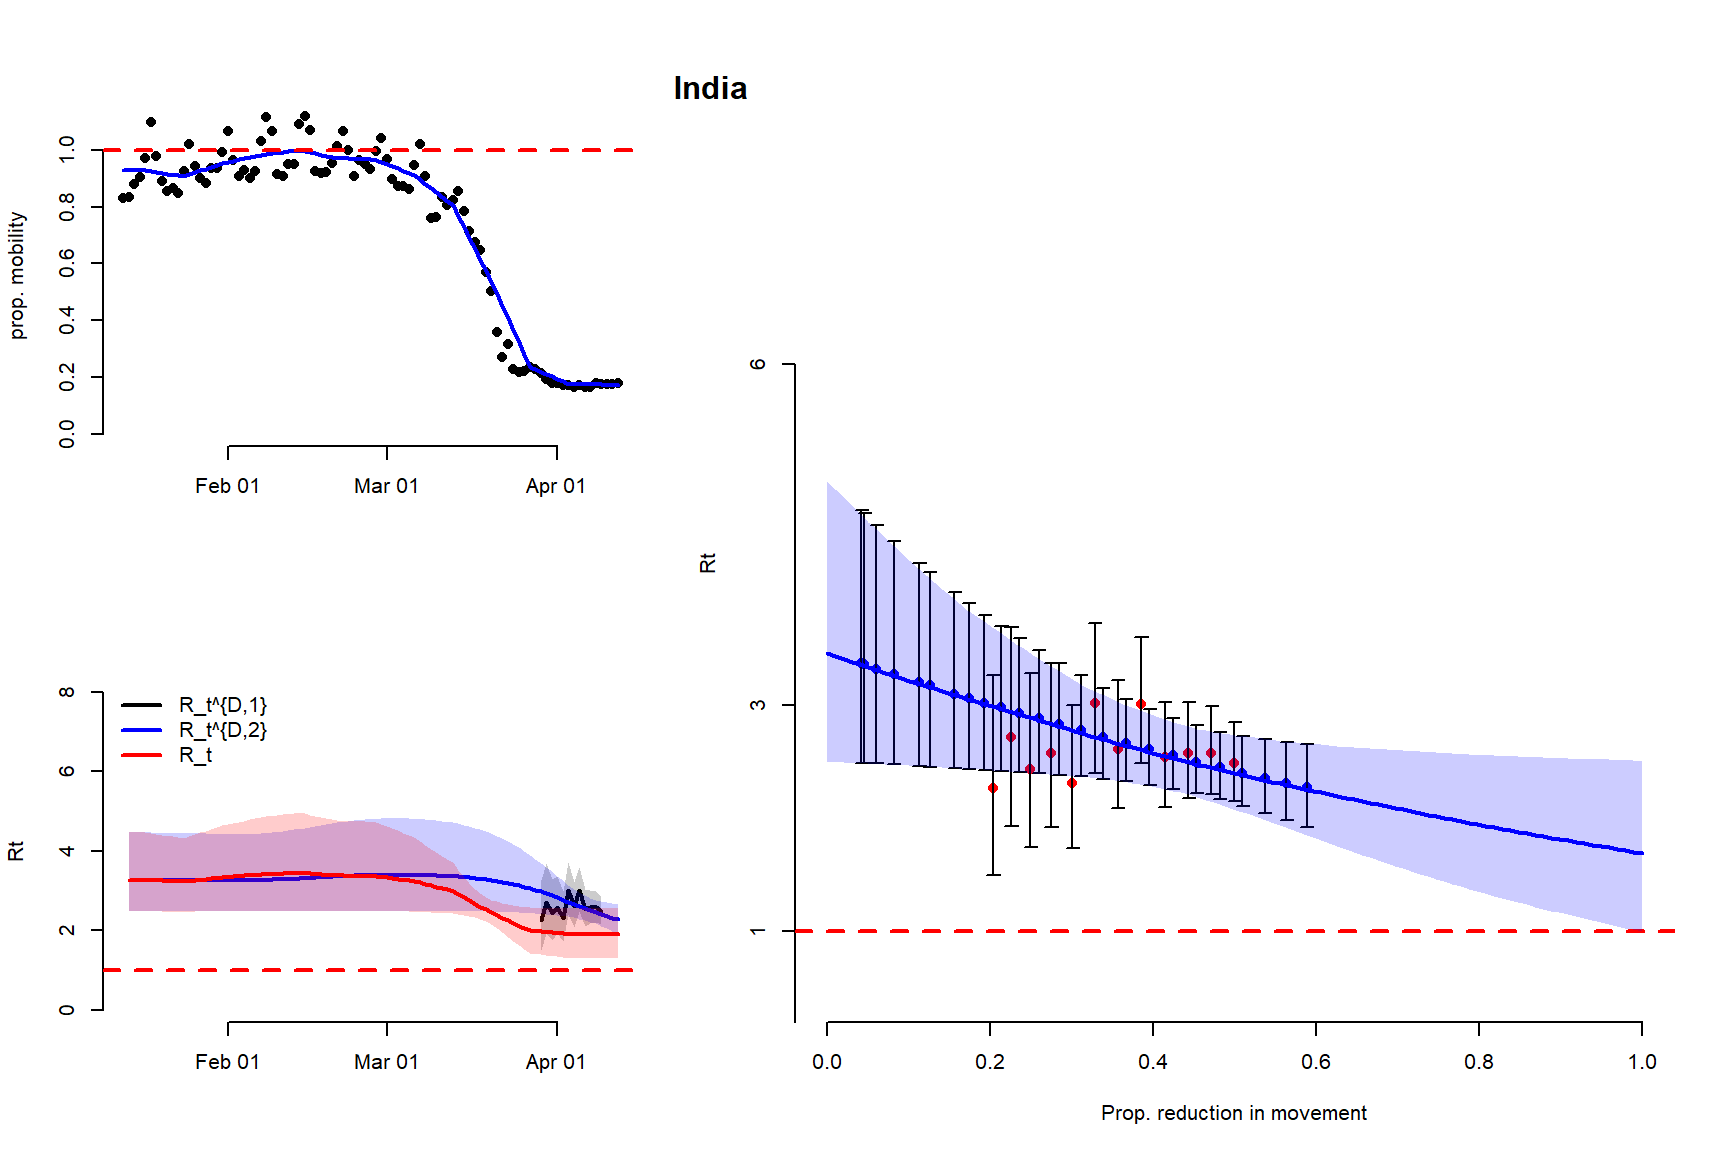 India
prop. mobility
1.0
0.8
0.6
0.4
0.2
0.0
Feb 01 Mar 01 Apr 01
Rt
8
6
4
2
0
R_t^{D,1}
R_t^{D,2}
R_t
Feb 01 Mar 01 Apr 01
Rt
6
3
1
0.0 0.2 0.4 0.6 0.8 1.0
Prop. reduction in movement